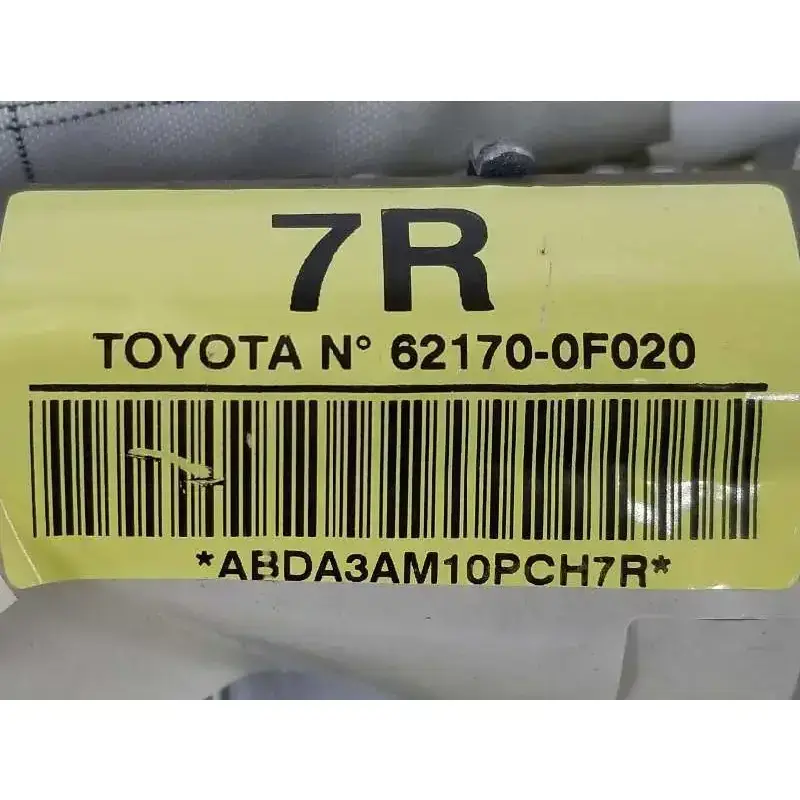 7R
TOYOTA N° 62170-0F020
*ABDA3AM10PCH7R*